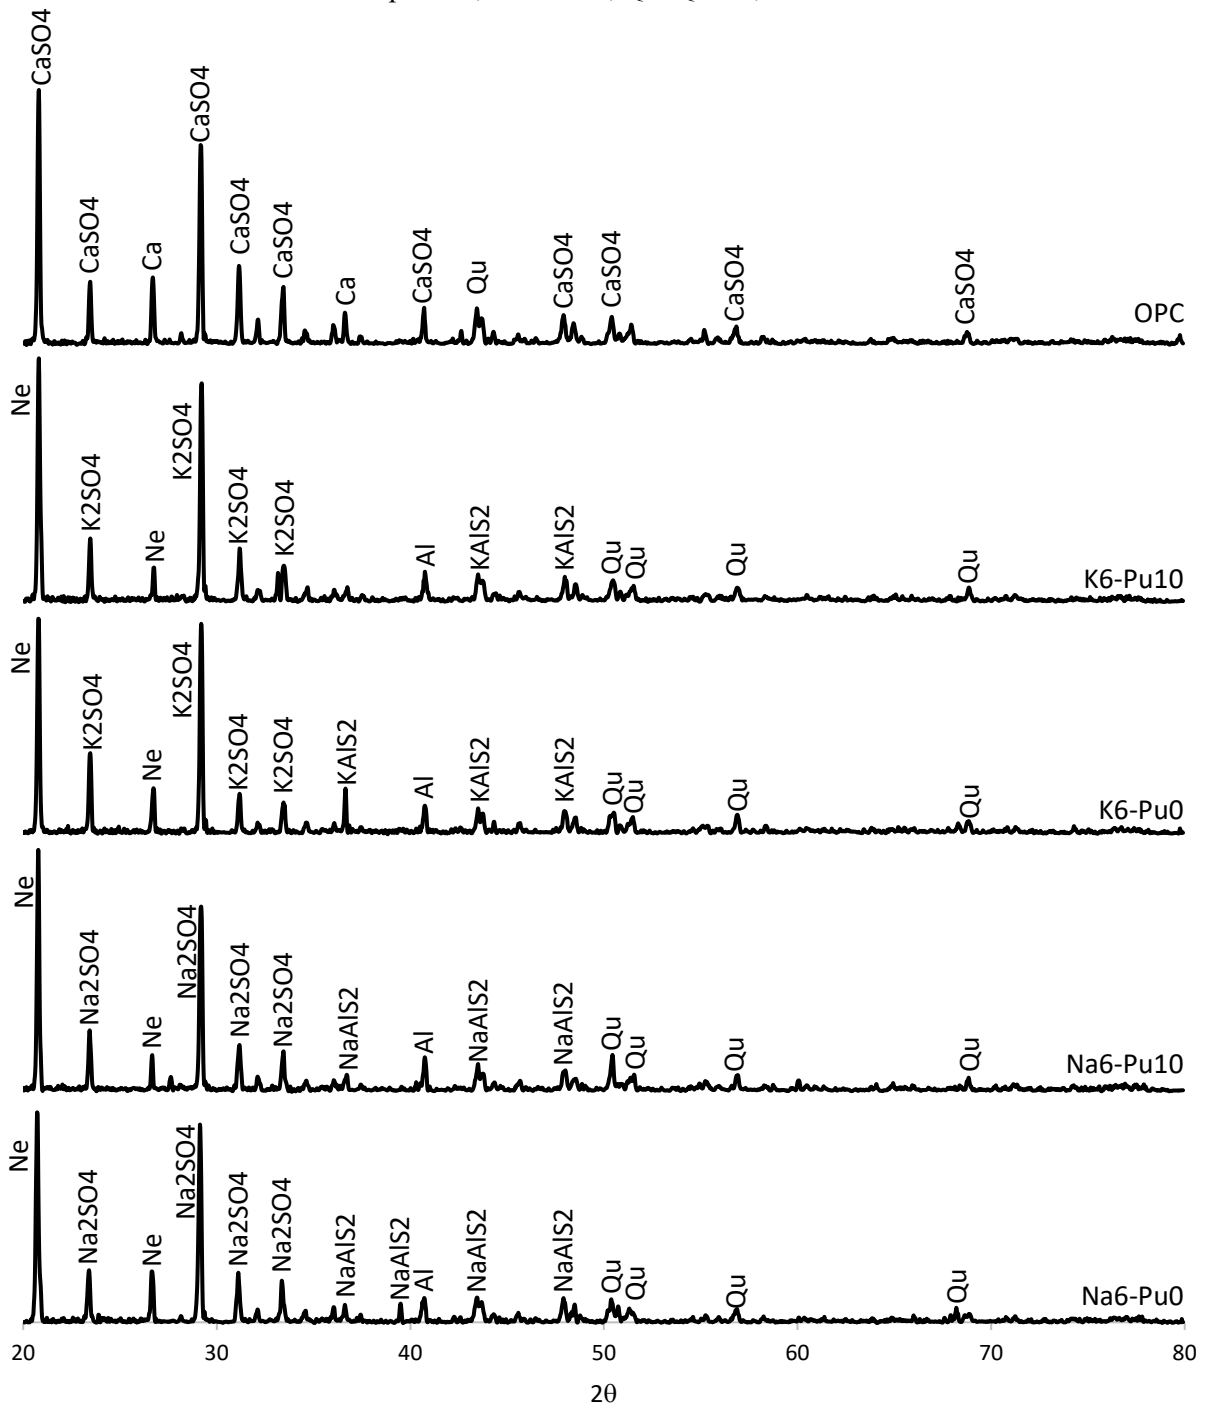 CaSO4
CaSO4
Ca
CaSO4
CaSO4
CaSO4
Ca
CaSO4
Qu
CaSO4
CaSO4
CaSO4
CaSO4
OPC
Ne
K2SO4
Ne
K2SO4
K2SO4
K2SO4
Al
KAlS2
KAlS2
Qu
Qu
Qu
Qu
K6-Pu10
Ne
K2SO4
Ne
K2SO4
K2SO4
K2SO4
KAlS2
Al
KAlS2
KAlS2
Qu
Qu
Qu
Qu
K6-Pu0
Ne
Na2SO4
Ne
Na2SO4
Na2SO4
Na2SO4
NaAlS2
Al
NaAlS2
NaAlS2
Qu
Qu
Qu
Qu
Na6-Pu10
Ne
Na2SO4
Ne
Na2SO4
Na2SO4
Na2SO4
NaAlS2
NaAlS2
Al
NaAlS2
NaAlS2
Qu
Qu
Qu
Qu
Na6-Pu0
20 30 40 50 60 70 80
2θ